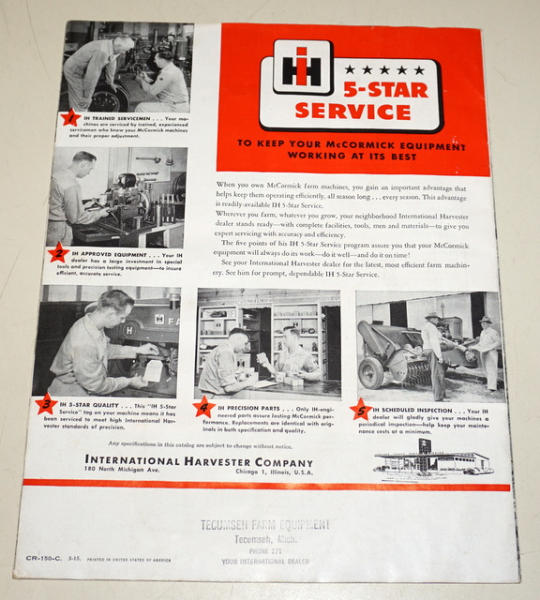 IH
★★★★★
5-STAR
SERVICE
TO KEEP YOUR McCORMICK EQUIPMENT
WORKING AT ITS BEST
1 IH TRAINED SERVICEMEN . . . Your ma-
chines are serviced by trained, experienced
servicemen who know your McCormick machines
and their proper adjustment.
2 IH APPROVED EQUIPMENT . . . Your IH
dealer has a large investment in special
tools and precision testing equipment—to insure
efficient, accurate service.
When you own McCormick farm machines, you gain an important advantage that
helps keep them operating efficiently, all season long . . . every season. This advantage
is readily-available IH 5-Star Service.
Wherever you farm, whatever you grow, your neighborhood International Harvester
dealer stands ready—with complete facilities, tools, men and materials—to give you
expert servicing with accuracy and efficiency.
The five points of his IH 5-Star Service program assure you that your McCormick
equipment will always do its work—do it well—and do it on time!
See your International Harvester dealer for the latest, most efficient farm machin-
ery. See him for prompt, dependable IH 5-Star Service.
H FA
3 IH 5-STAR QUALITY . . . This "IH 5-Star
Service" tag on your machine means it has
been serviced to meet high International Har-
vester standards of precision.
4 IH PRECISION PARTS . . . Only IH-engi-
neered parts assure lasting McCormick per-
formance. Replacements are identical with orig-
inals in both specification and quality.
5 IH SCHEDULED INSPECTION . . . Your IH
dealer will gladly give your machines a
periodical inspection—help keep your mainte-
nance costs at a minimum.
Any specifications in this catalog are subject to change without notice.
INTERNATIONAL HARVESTER COMPANY
180 North Michigan Ave. Chicago 1, Illinois, U.S.A.
TECUMSEH FARM EQUIPMENT
Tecumseh, Mich.
PHONE 271
YOUR INTERNATIONAL DEALER
CR-150-C. 5-15. PRINTED IN UNITED STATES OF AMERICA